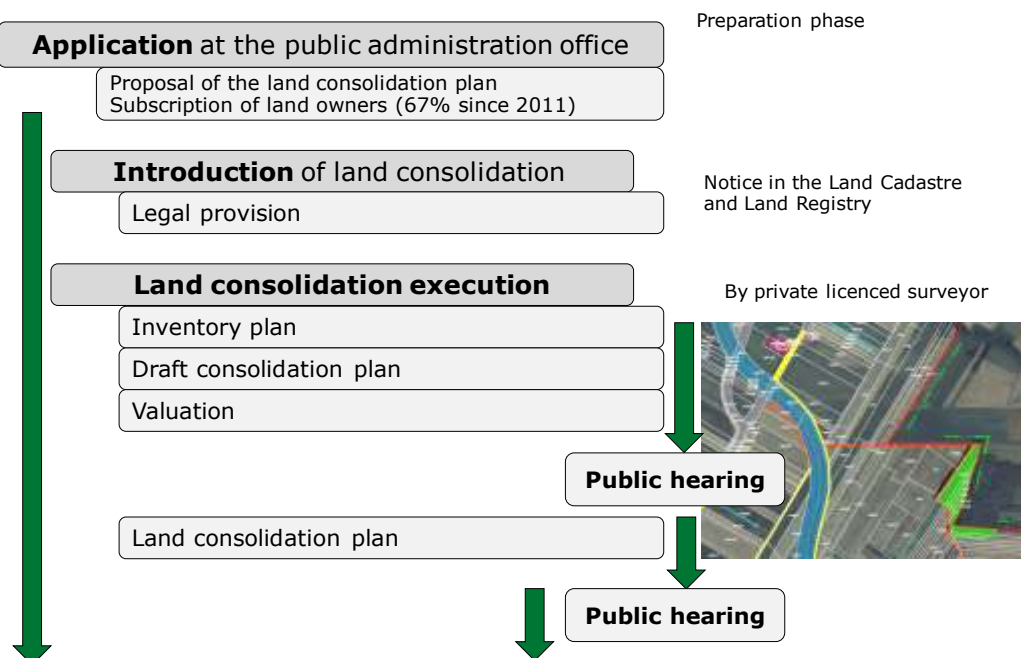 Preparation phase
Application at the public administration office
Proposal of the land consolidation plan
Subscription of land owners (67% since 2011)
Introduction of land consolidation
Notice in the Land Cadastre
and Land Registry
Legal provision
Land consolidation execution
By private licenced surveyor
Inventory plan
Draft consolidation plan
Valuation
Public hearing
Land consolidation plan
Public hearing